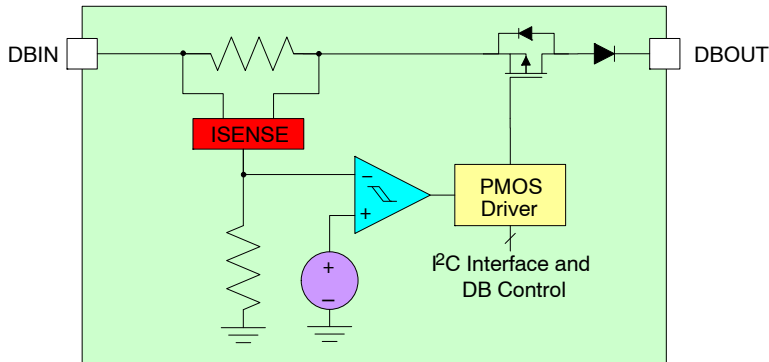 DBIN
DBOUT
ISENSE
PMOS
Driver
I²C Interface and
DB Control